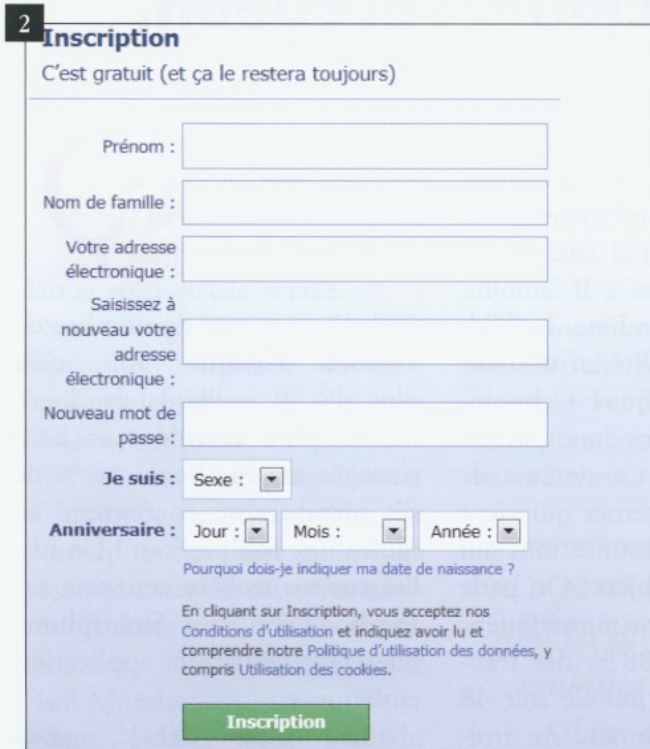 2
Inscription
C'est gratuit (et ça le restera toujours)
Prénom :
Nom de famille :
Votre adresse
électronique :
Saisissez à
nouveau votre
adresse
électronique :
Nouveau mot de
passe :
Je suis : Sexe :
Anniversaire : Jour : Mois : Année :
Pourquoi dois-je indiquer ma date de naissance ?
En cliquant sur Inscription, vous acceptez nos
Conditions d'utilisation et indiquez avoir lu et
comprendre notre Politique d'utilisation des données, y
compris Utilisation des cookies.
Inscription